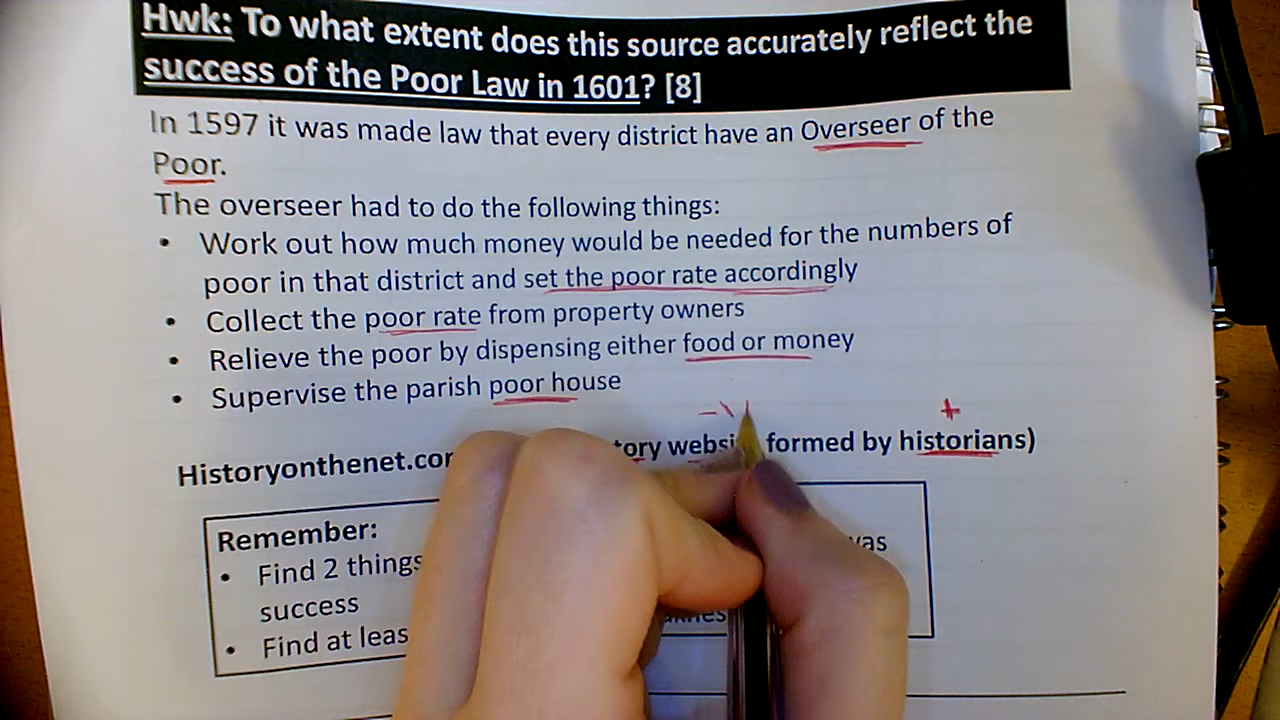 Hwk: To what extent does this source accurately reflect the
success of the Poor Law in 1601? [8]
In 1597 it was made law that every district have an Overseer of the
Poor.
The overseer had to do the following things:
• Work out how much money would be needed for the numbers of
poor in that district and set the poor rate accordingly
• Collect the poor rate from property owners
• Relieve the poor by dispensing either food or money
• Supervise the parish poor house
+
formed by historians)
Remember:
• Find 2 things
success
• Find at